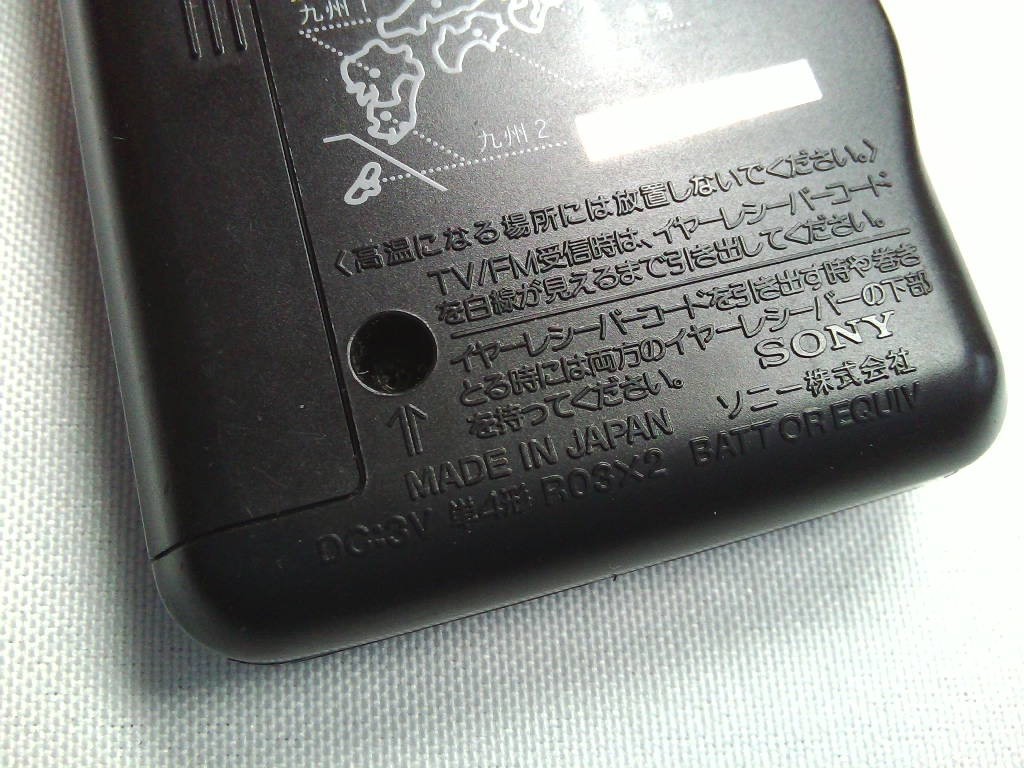 九州 1
九州 2
〈高温になる場所には放置しないでください。〉
TV/FM受信時は、イヤーレシーバーコード
を白線が見えるまで引き出してください。
イヤーレシーバーコードを引き出す時や巻き
とる時には両方のイヤーレシーバーの下部
を持ってください。
SONY
MADE IN JAPAN ソニー株式会社
DC⎓3V 単4形 R03X2 BATT OR EQUIV